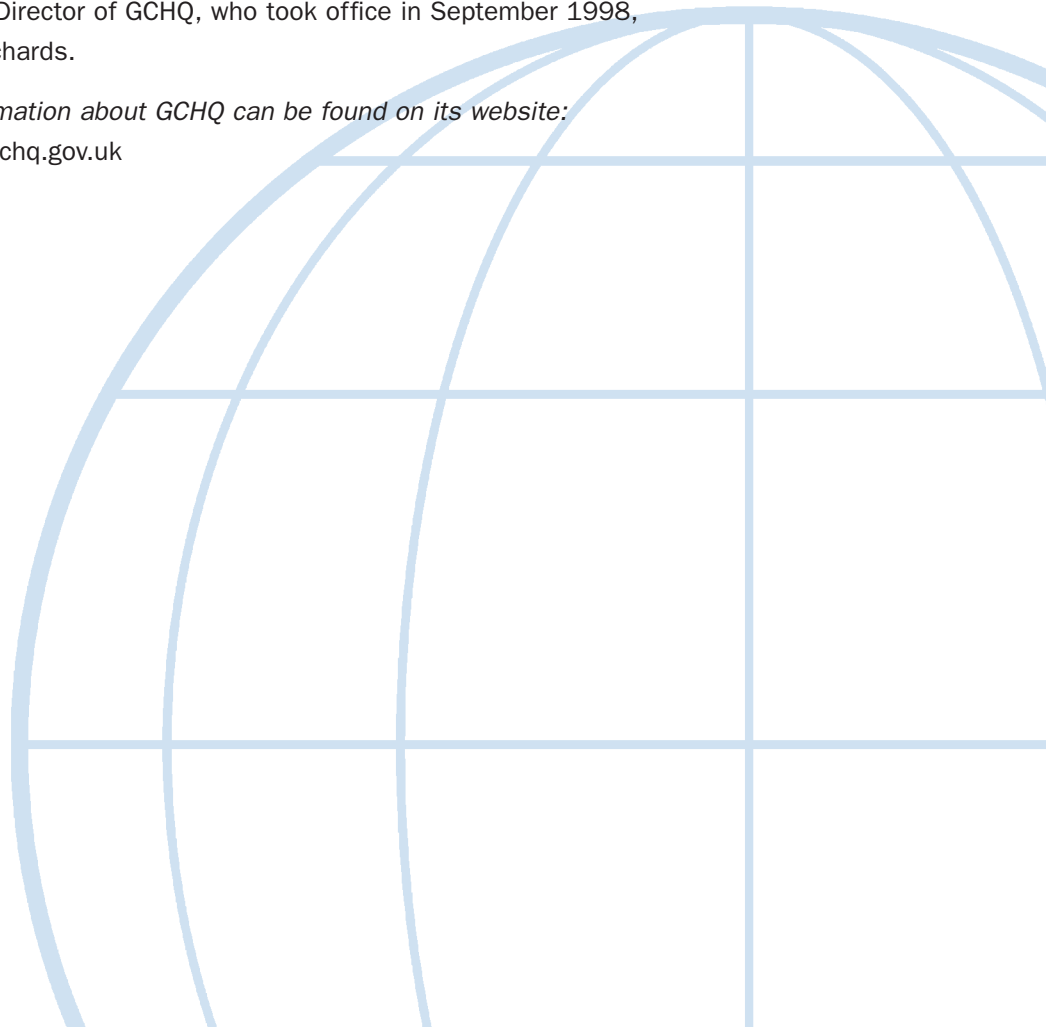 Director of GCHQ, who took office in September 1998,
chards.
mation about GCHQ can be found on its website:
chq.gov.uk